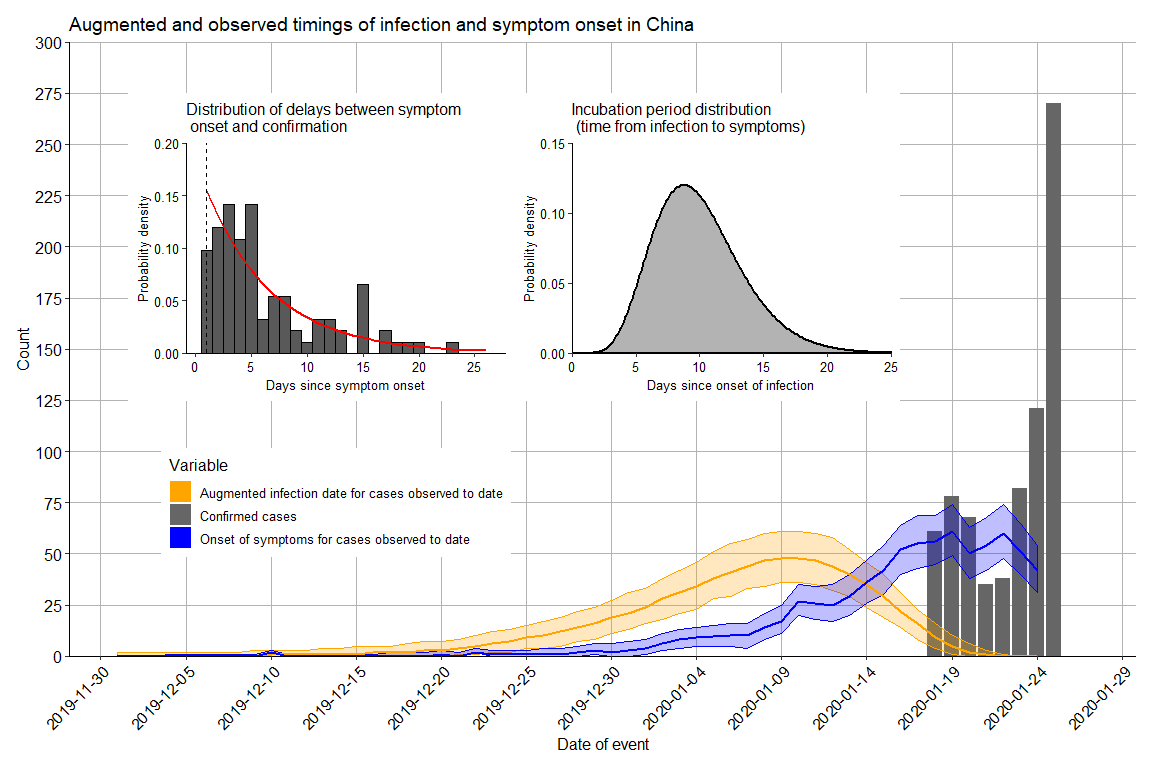 Augmented and observed timings of infection and symptom onset in China
300
275
250
225
200
175
150
125
100
75
50
25
0
Count
Distribution of delays between symptom
onset and confirmation
0.20
0.15
0.10
0.05
0.00
Probability density
0 5 10 15 20 25
Days since symptom onset
Incubation period distribution
(time from infection to symptoms)
0.15
0.10
0.05
0.00
Probability density
0 5 10 15 20 25
Days since onset of infection
Variable
Augmented infection date for cases observed to date
Confirmed cases
Onset of symptoms for cases observed to date
2019-11-30 2019-12-05 2019-12-10 2019-12-15 2019-12-20 2019-12-25 2019-12-30 2020-01-04 2020-01-09 2020-01-14 2020-01-19 2020-01-24 2020-01-29
Date of event